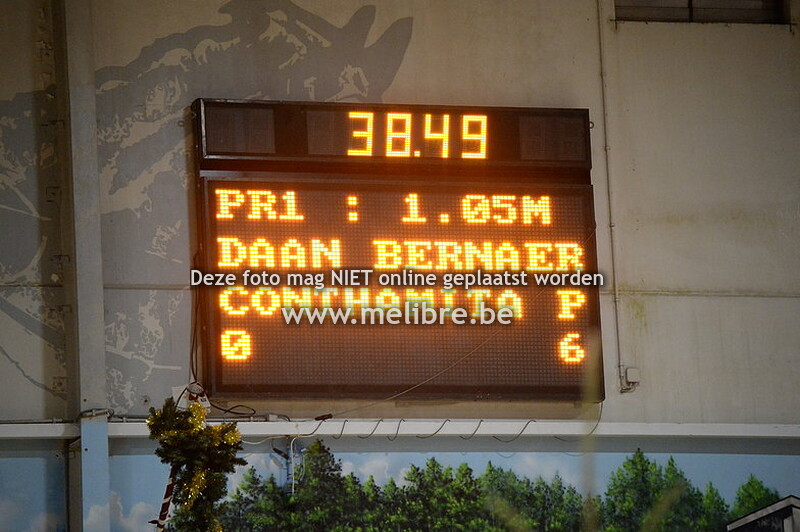 38.49
PR1 : 1.05M
DAAN BERNAER
Deze foto mag NIET online geplaatst worden
CONTHAMITA P
www.melibre.be
0 6